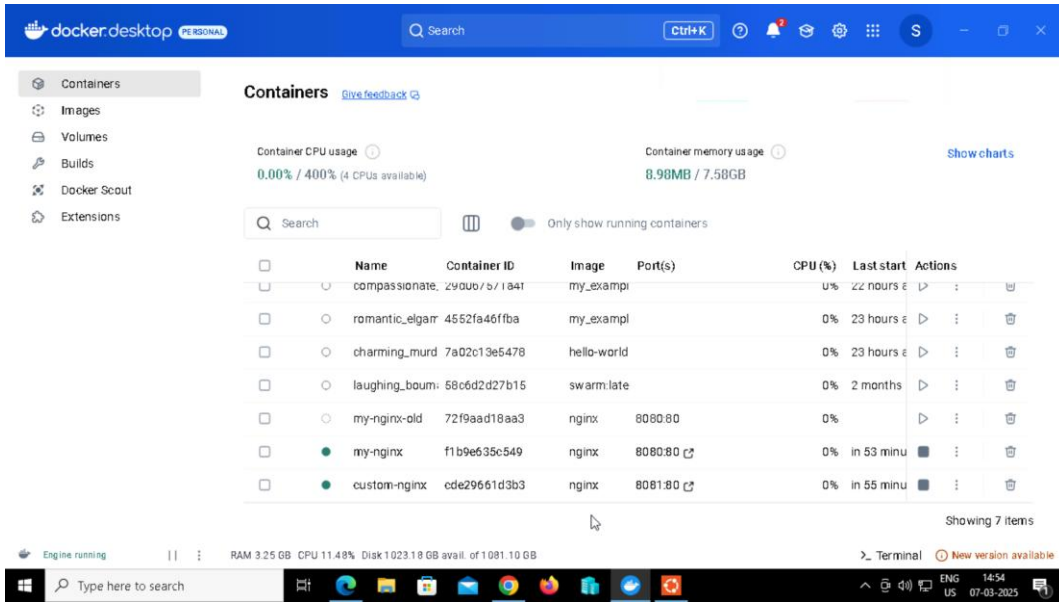 docker.desktop PERSONAL Search Ctrl+K 2 S
Containers
Images
Volumes
Builds
Docker Scout
Extensions
Containers Give feedback
Container CPU usage
0.00% / 400% (4 CPUs available)
Container memory usage
8.98MB / 7.58GB
Show charts
Search Only show running containers
Name Container ID Image Port(s) CPU (%) Last start Actions
compassionate, 29d067571a4f my_exampl 0% 22 hours a
romantic_elgar 4552fa46ffba my_exampl 0% 23 hours a
charming_murd 7a02c13e5478 hello-world 0% 23 hours a
laughing_boum 58c6d2d27b15 swarm:late 0% 2 months
my-nginx-old 72f9aad18aa3 nginx 8080:80 0%
my-nginx f1b9e635c549 nginx 8080:80 0% in 53 minu
custom-nginx cde29661d3b3 nginx 8081:80 0% in 55 minu
Showing 7 items
Engine running RAM 3.25 GB CPU 11.48% Disk 1023.18 GB avail. of 1081.10 GB >_ Terminal New version available
Type here to search ENG 14:54
US 07-03-2025